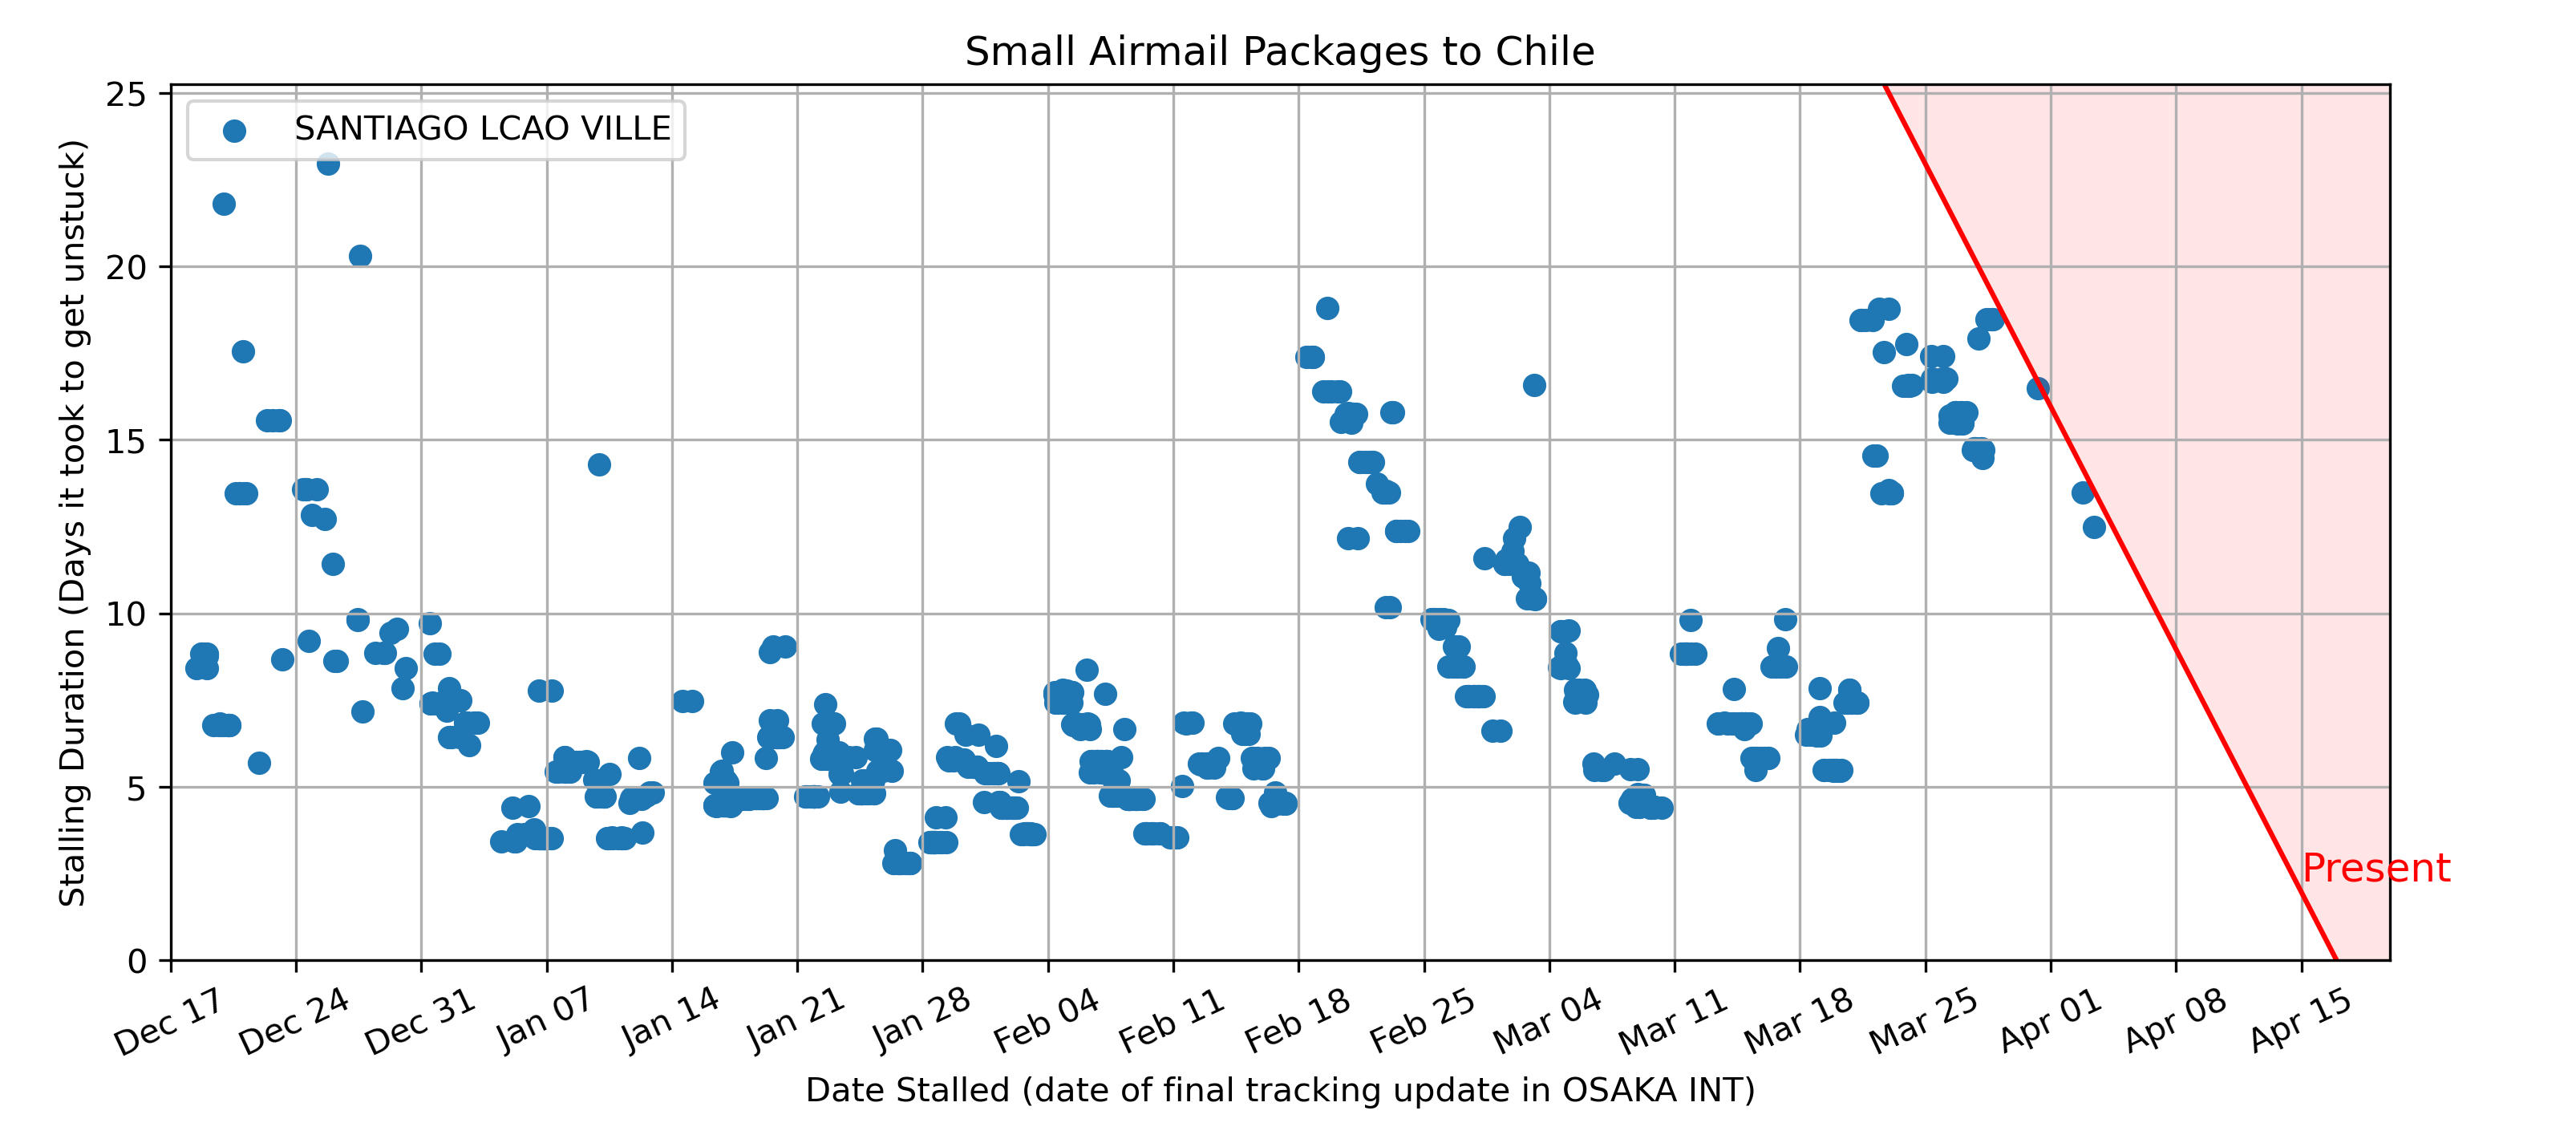 Small Airmail Packages to Chile
SANTIAGO LCAO VILLE
Stalling Duration (Days it took to get unstuck)
25
20
15
10
5
0
Present
Dec 17
Dec 24
Dec 31
Jan 07
Jan 14
Jan 21
Jan 28
Feb 04
Feb 11
Feb 18
Feb 25
Mar 04
Mar 11
Mar 18
Mar 25
Apr 01
Apr 08
Apr 15
Date Stalled (date of final tracking update in OSAKA INT)